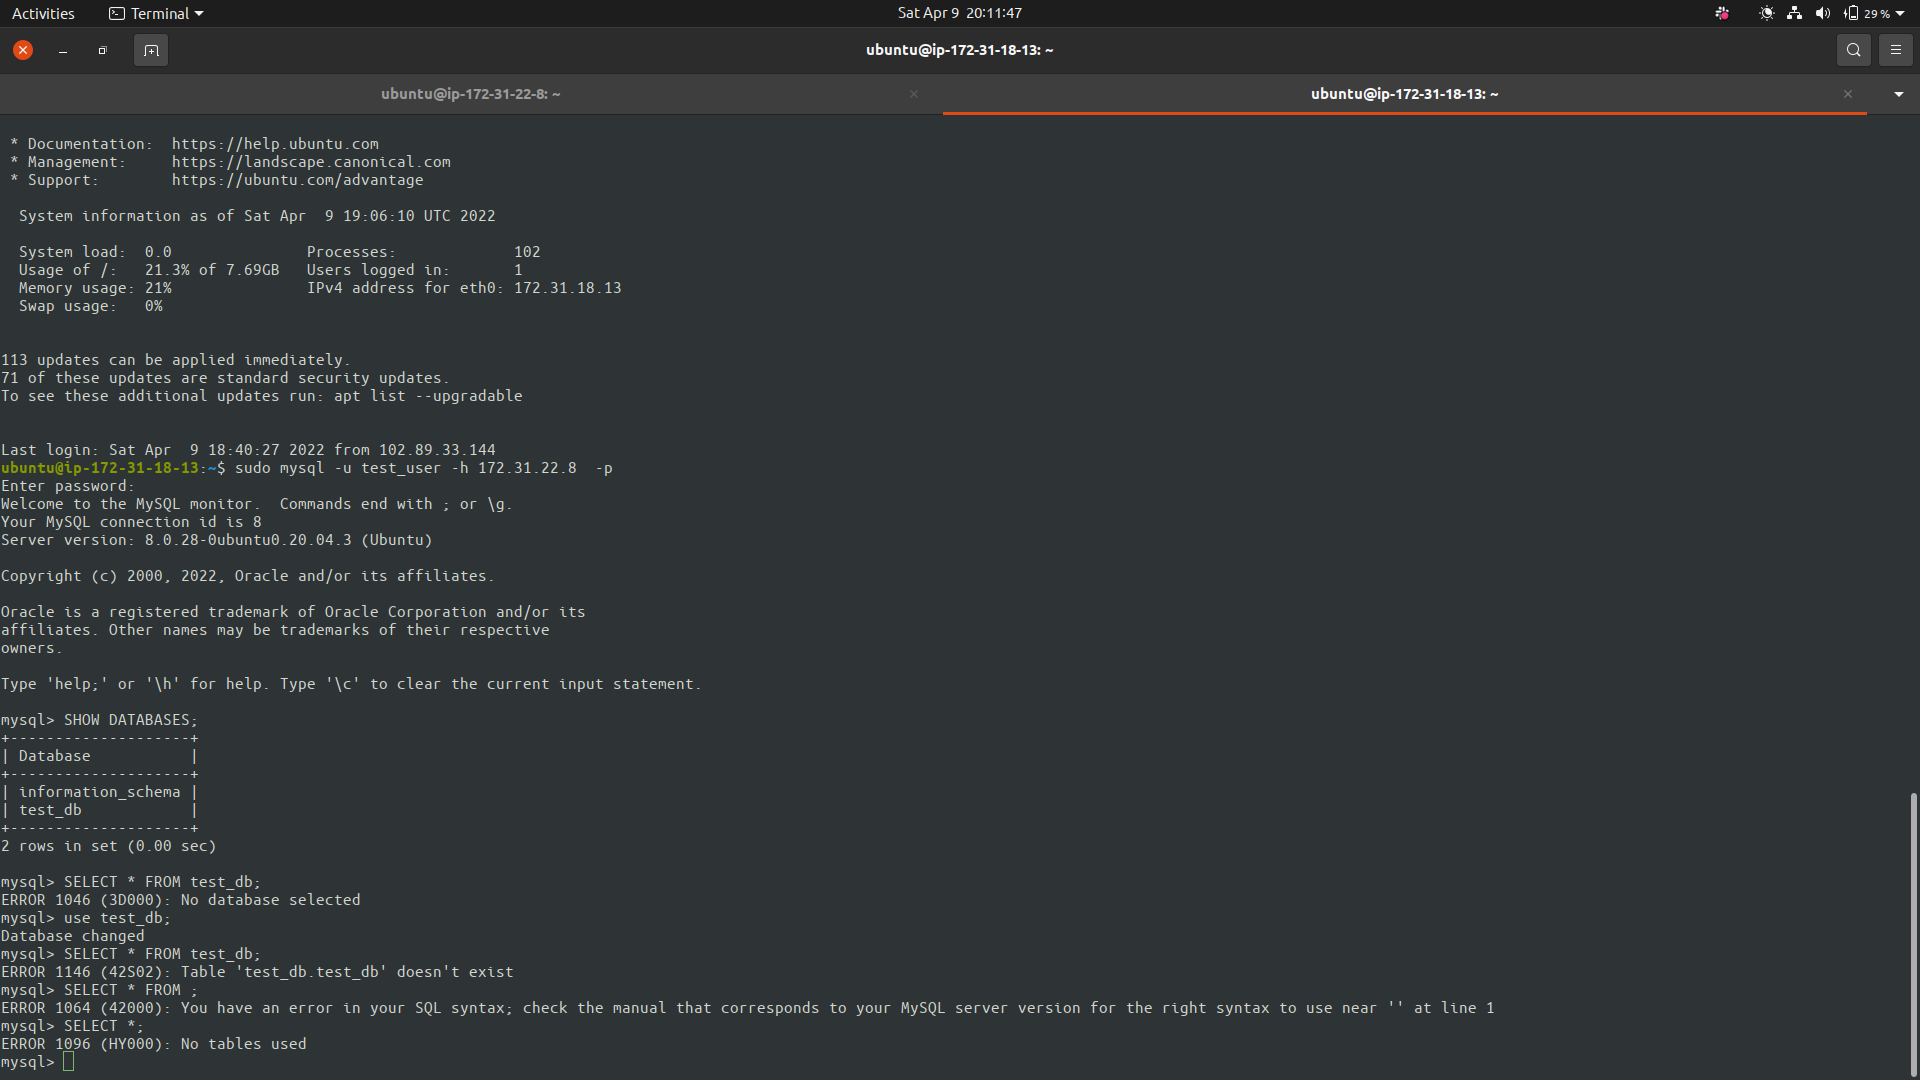 Activities Terminal Sat Apr 9 20:11:47 29 %
ubuntu@ip-172-31-18-13: ~
ubuntu@ip-172-31-22-8: ~ ubuntu@ip-172-31-18-13: ~
 * Documentation:  https://help.ubuntu.com
 * Management:     https://landscape.canonical.com
 * Support:        https://ubuntu.com/advantage
  System information as of Sat Apr  9 19:06:10 UTC 2022
  System load:  0.0               Processes:             102
  Usage of /:   21.3% of 7.69GB   Users logged in:       1
  Memory usage: 21%               IPv4 address for eth0: 172.31.18.13
  Swap usage:   0%
113 updates can be applied immediately.
71 of these updates are standard security updates.
To see these additional updates run: apt list --upgradable
Last login: Sat Apr  9 18:40:27 2022 from 102.89.33.144
ubuntu@ip-172-31-18-13:~$ sudo mysql -u test_user -h 172.31.22.8  -p
Enter password:
Welcome to the MySQL monitor.  Commands end with ; or \g.
Your MySQL connection id is 8
Server version: 8.0.28-0ubuntu0.20.04.3 (Ubuntu)
Copyright (c) 2000, 2022, Oracle and/or its affiliates.
Oracle is a registered trademark of Oracle Corporation and/or its
affiliates. Other names may be trademarks of their respective
owners.
Type 'help;' or '\h' for help. Type '\c' to clear the current input statement.
mysql> SHOW DATABASES;
+--------------------+
| Database           |
+--------------------+
| information_schema |
| test_db            |
+--------------------+
2 rows in set (0.00 sec)
mysql> SELECT * FROM test_db;
ERROR 1046 (3D000): No database selected
mysql> use test_db;
Database changed
mysql> SELECT * FROM test_db;
ERROR 1146 (42S02): Table 'test_db.test_db' doesn't exist
mysql> SELECT * FROM ;
ERROR 1064 (42000): You have an error in your SQL syntax; check the manual that corresponds to your MySQL server version for the right syntax to use near '' at line 1
mysql> SELECT *;
ERROR 1096 (HY000): No tables used
mysql>